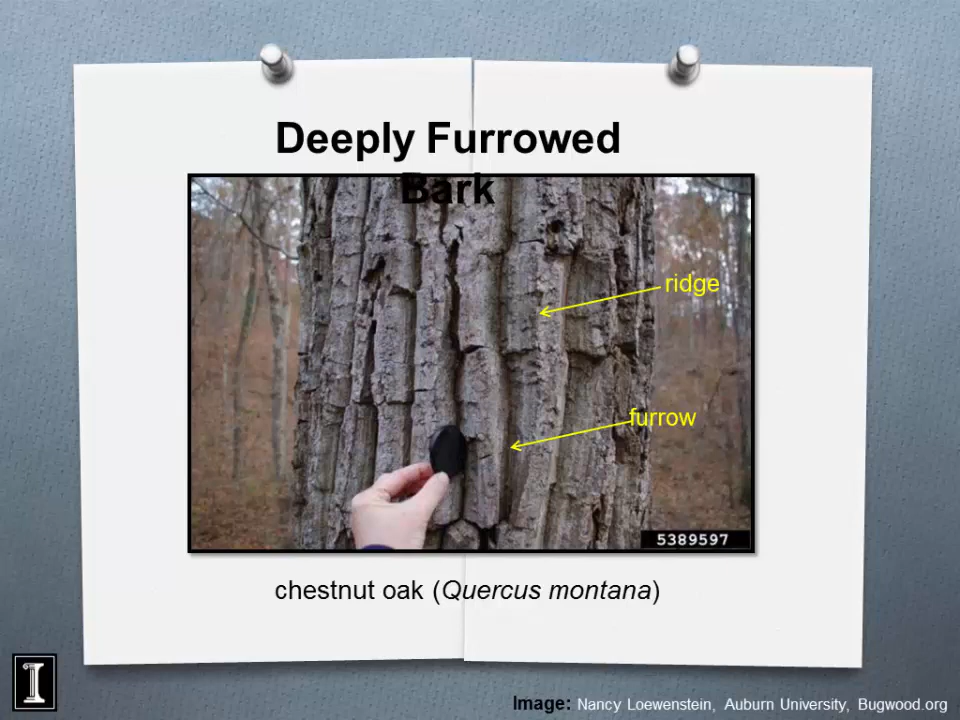 Deeply Furrowed
Bark
ridge
furrow
5389597
chestnut oak (Quercus montana)
I
Image: Nancy Loewenstein, Auburn University, Bugwood.org